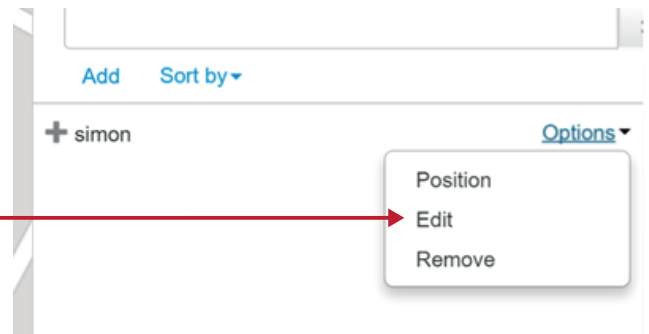 Add Sort by
simon Options
Position
Edit
Remove